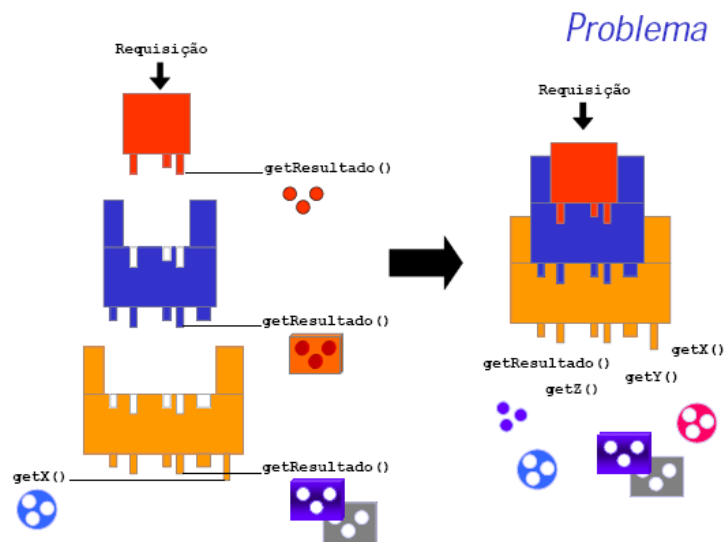 Problema
Requisição
getResultado()
getResultado()
getResultado()
getX()
Requisição
getX()
getResultado()
getY()
getZ()